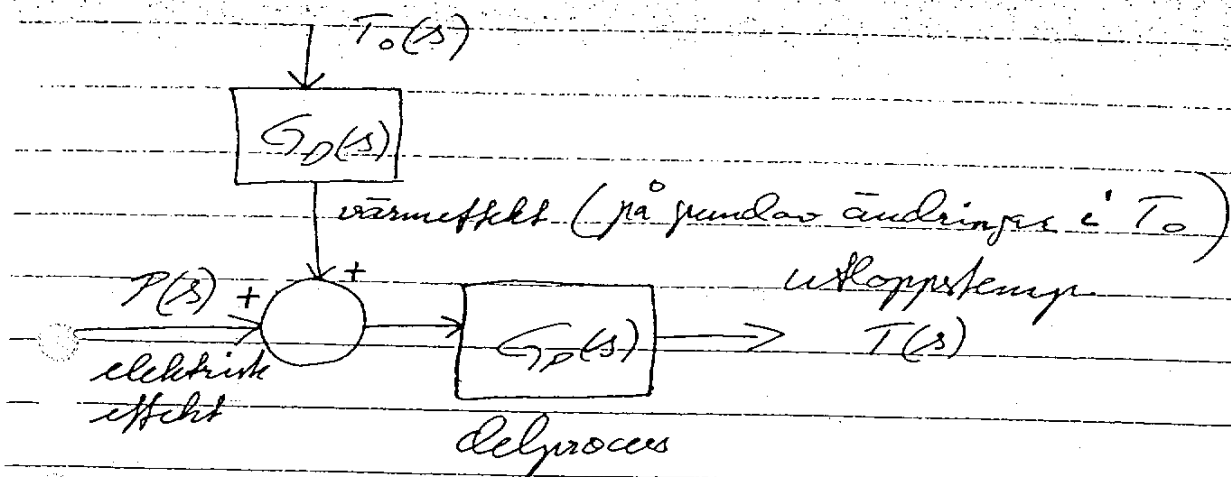 T₀(s)
G_D(s)
värmeeffekt (på grund av ändringar i T₀)
utloppstemp.
P(s) + +
G_P(s)
T(s)
elektrisk
effekt
delprocess